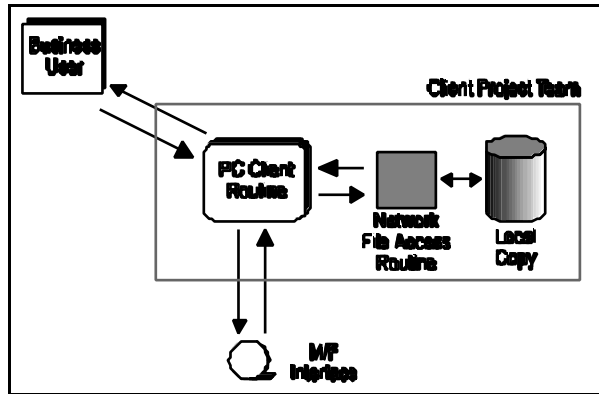 Business
User
Client Project Team
PC Client
Routine
Network
File Access
Routine
Local
Copy
M/F
Interface